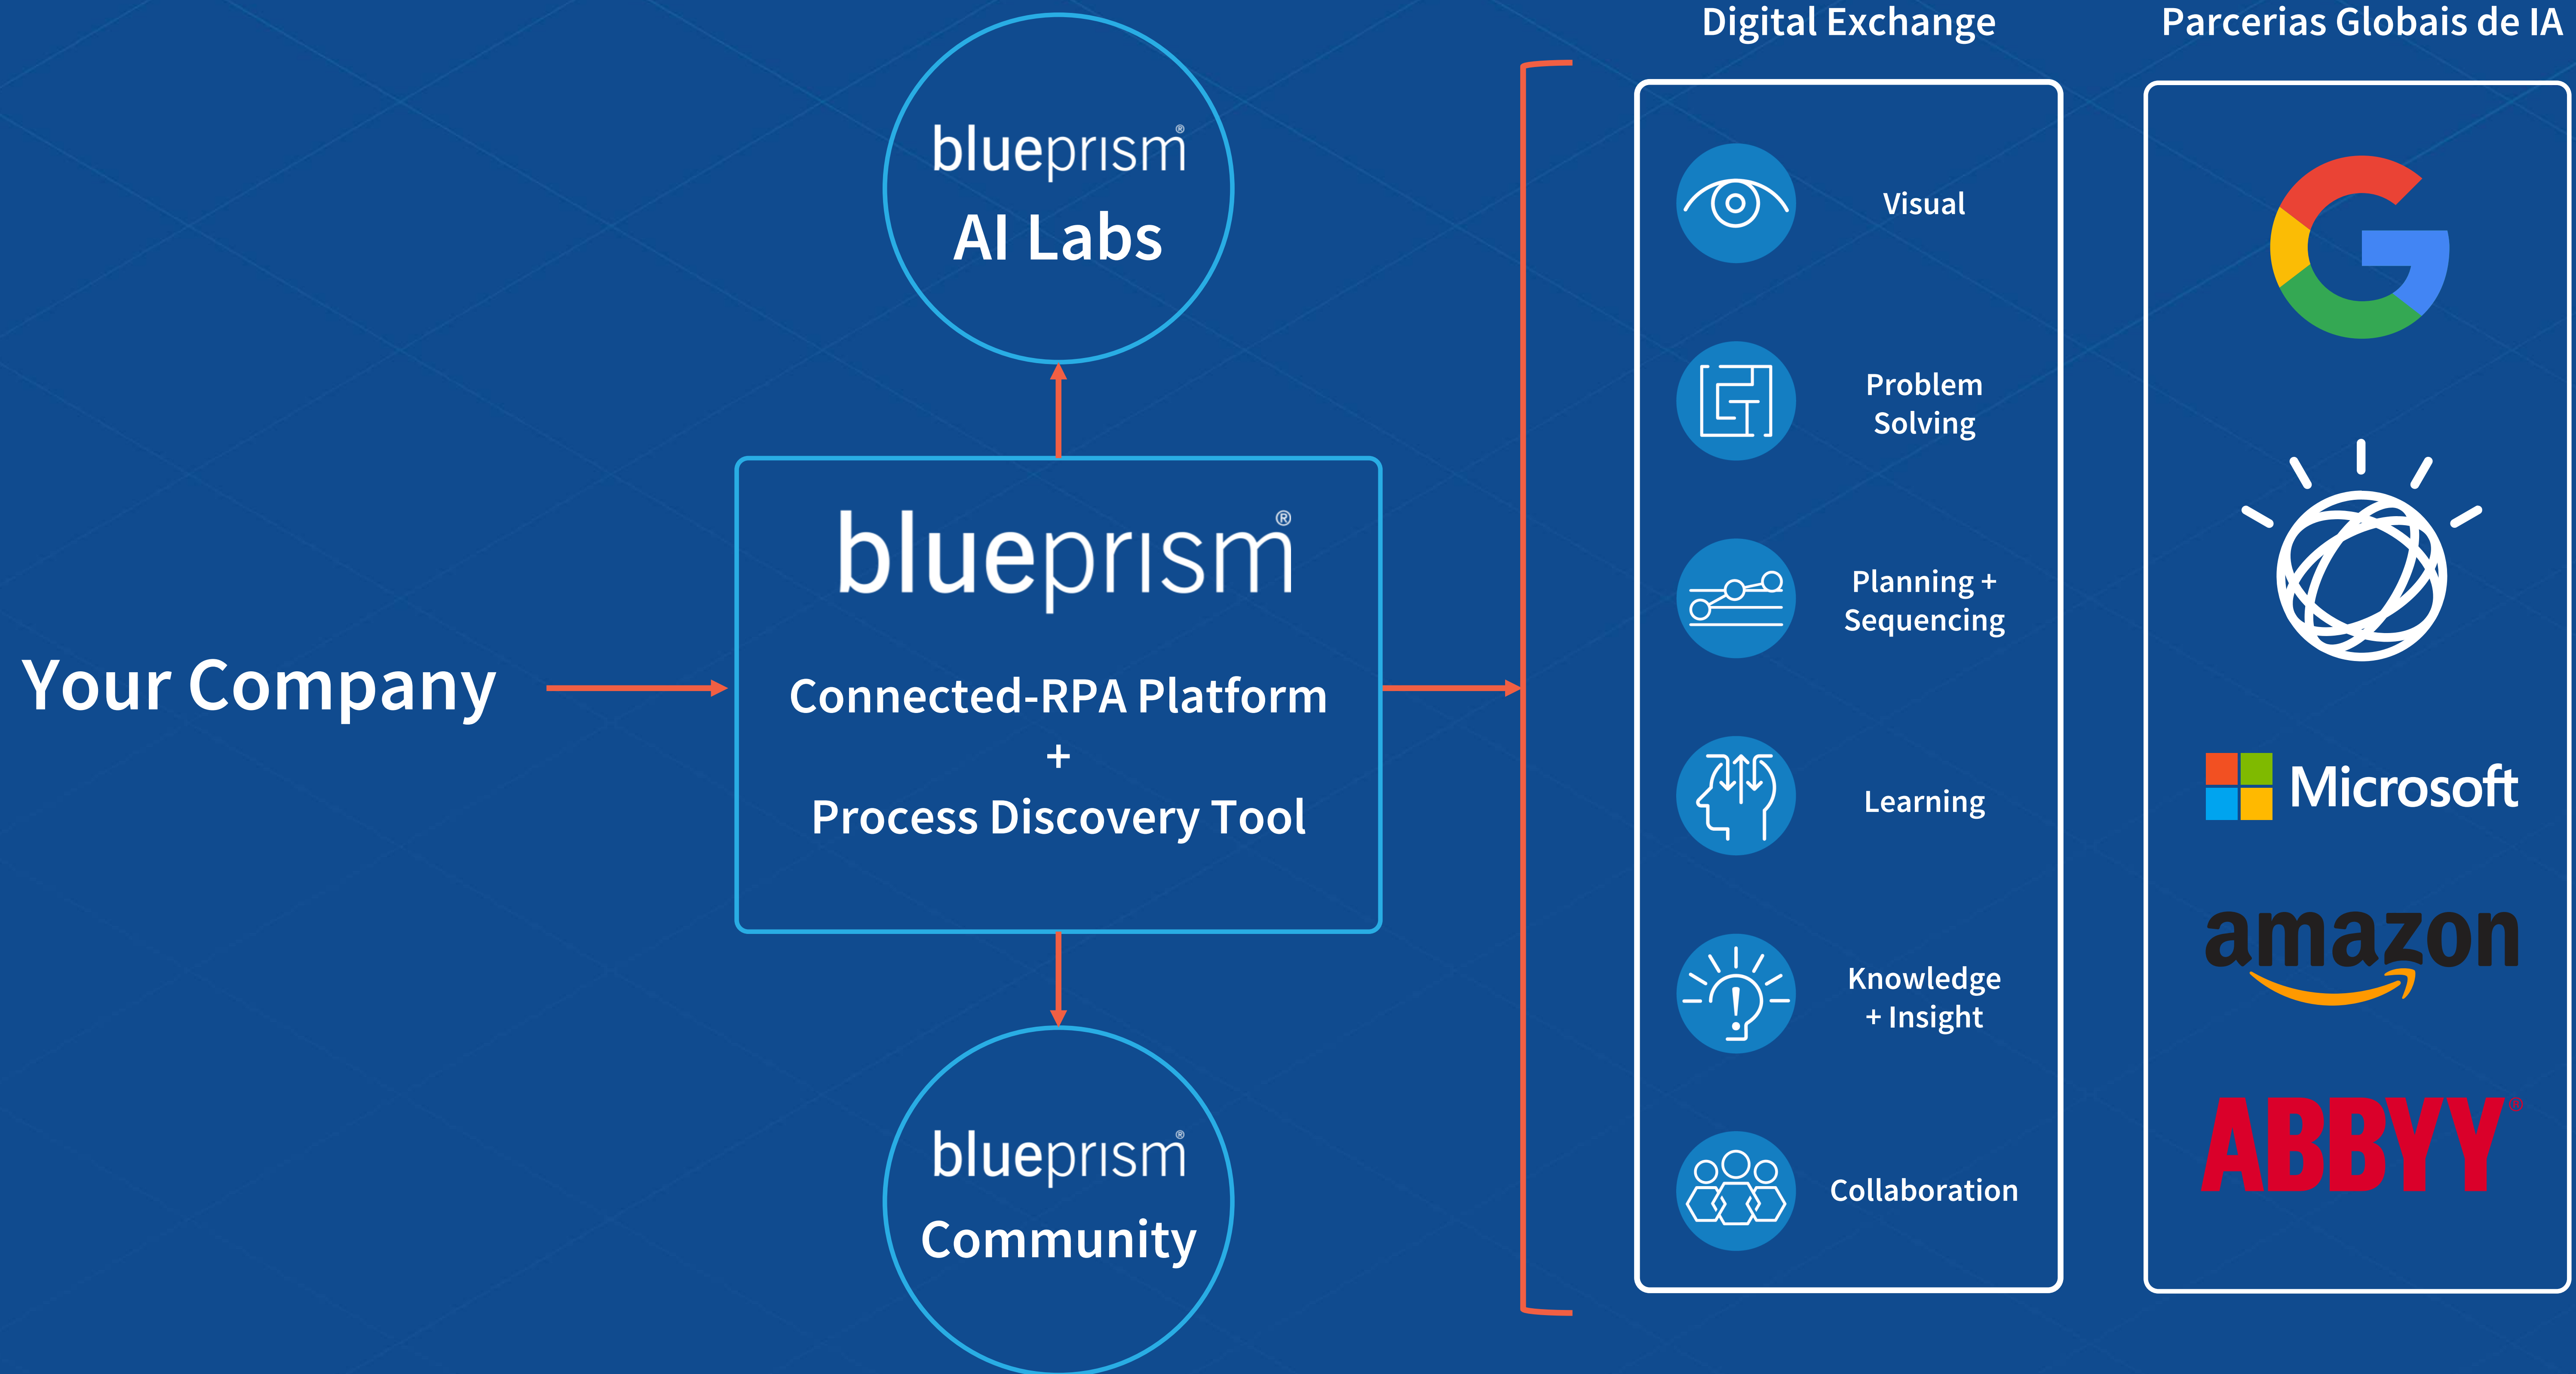 Your Company
blueprism®
AI Labs
blueprism®
Connected-RPA Platform
+
Process Discovery Tool
blueprism®
Community
Digital Exchange
Visual
Problem
Solving
Planning +
Sequencing
Learning
Knowledge
+ Insight
Collaboration
Parcerias Globais de IA
Microsoft
amazon
ABBYY®